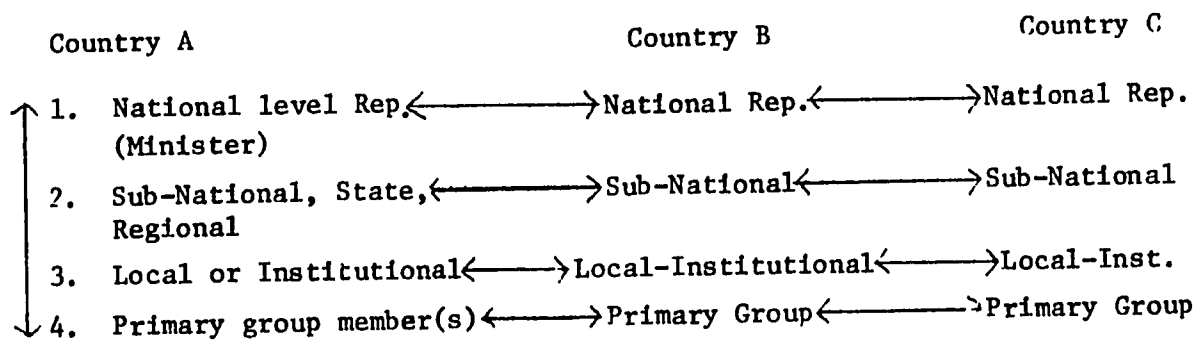 Country A Country B Country C
1. National level Rep.⟷National Rep.⟷National Rep.
(Minister)
2. Sub-National, State,⟷Sub-National⟷Sub-National
Regional
3. Local or Institutional⟷Local-Institutional⟷Local-Inst.
4. Primary group member(s)⟷Primary Group⟷Primary Group